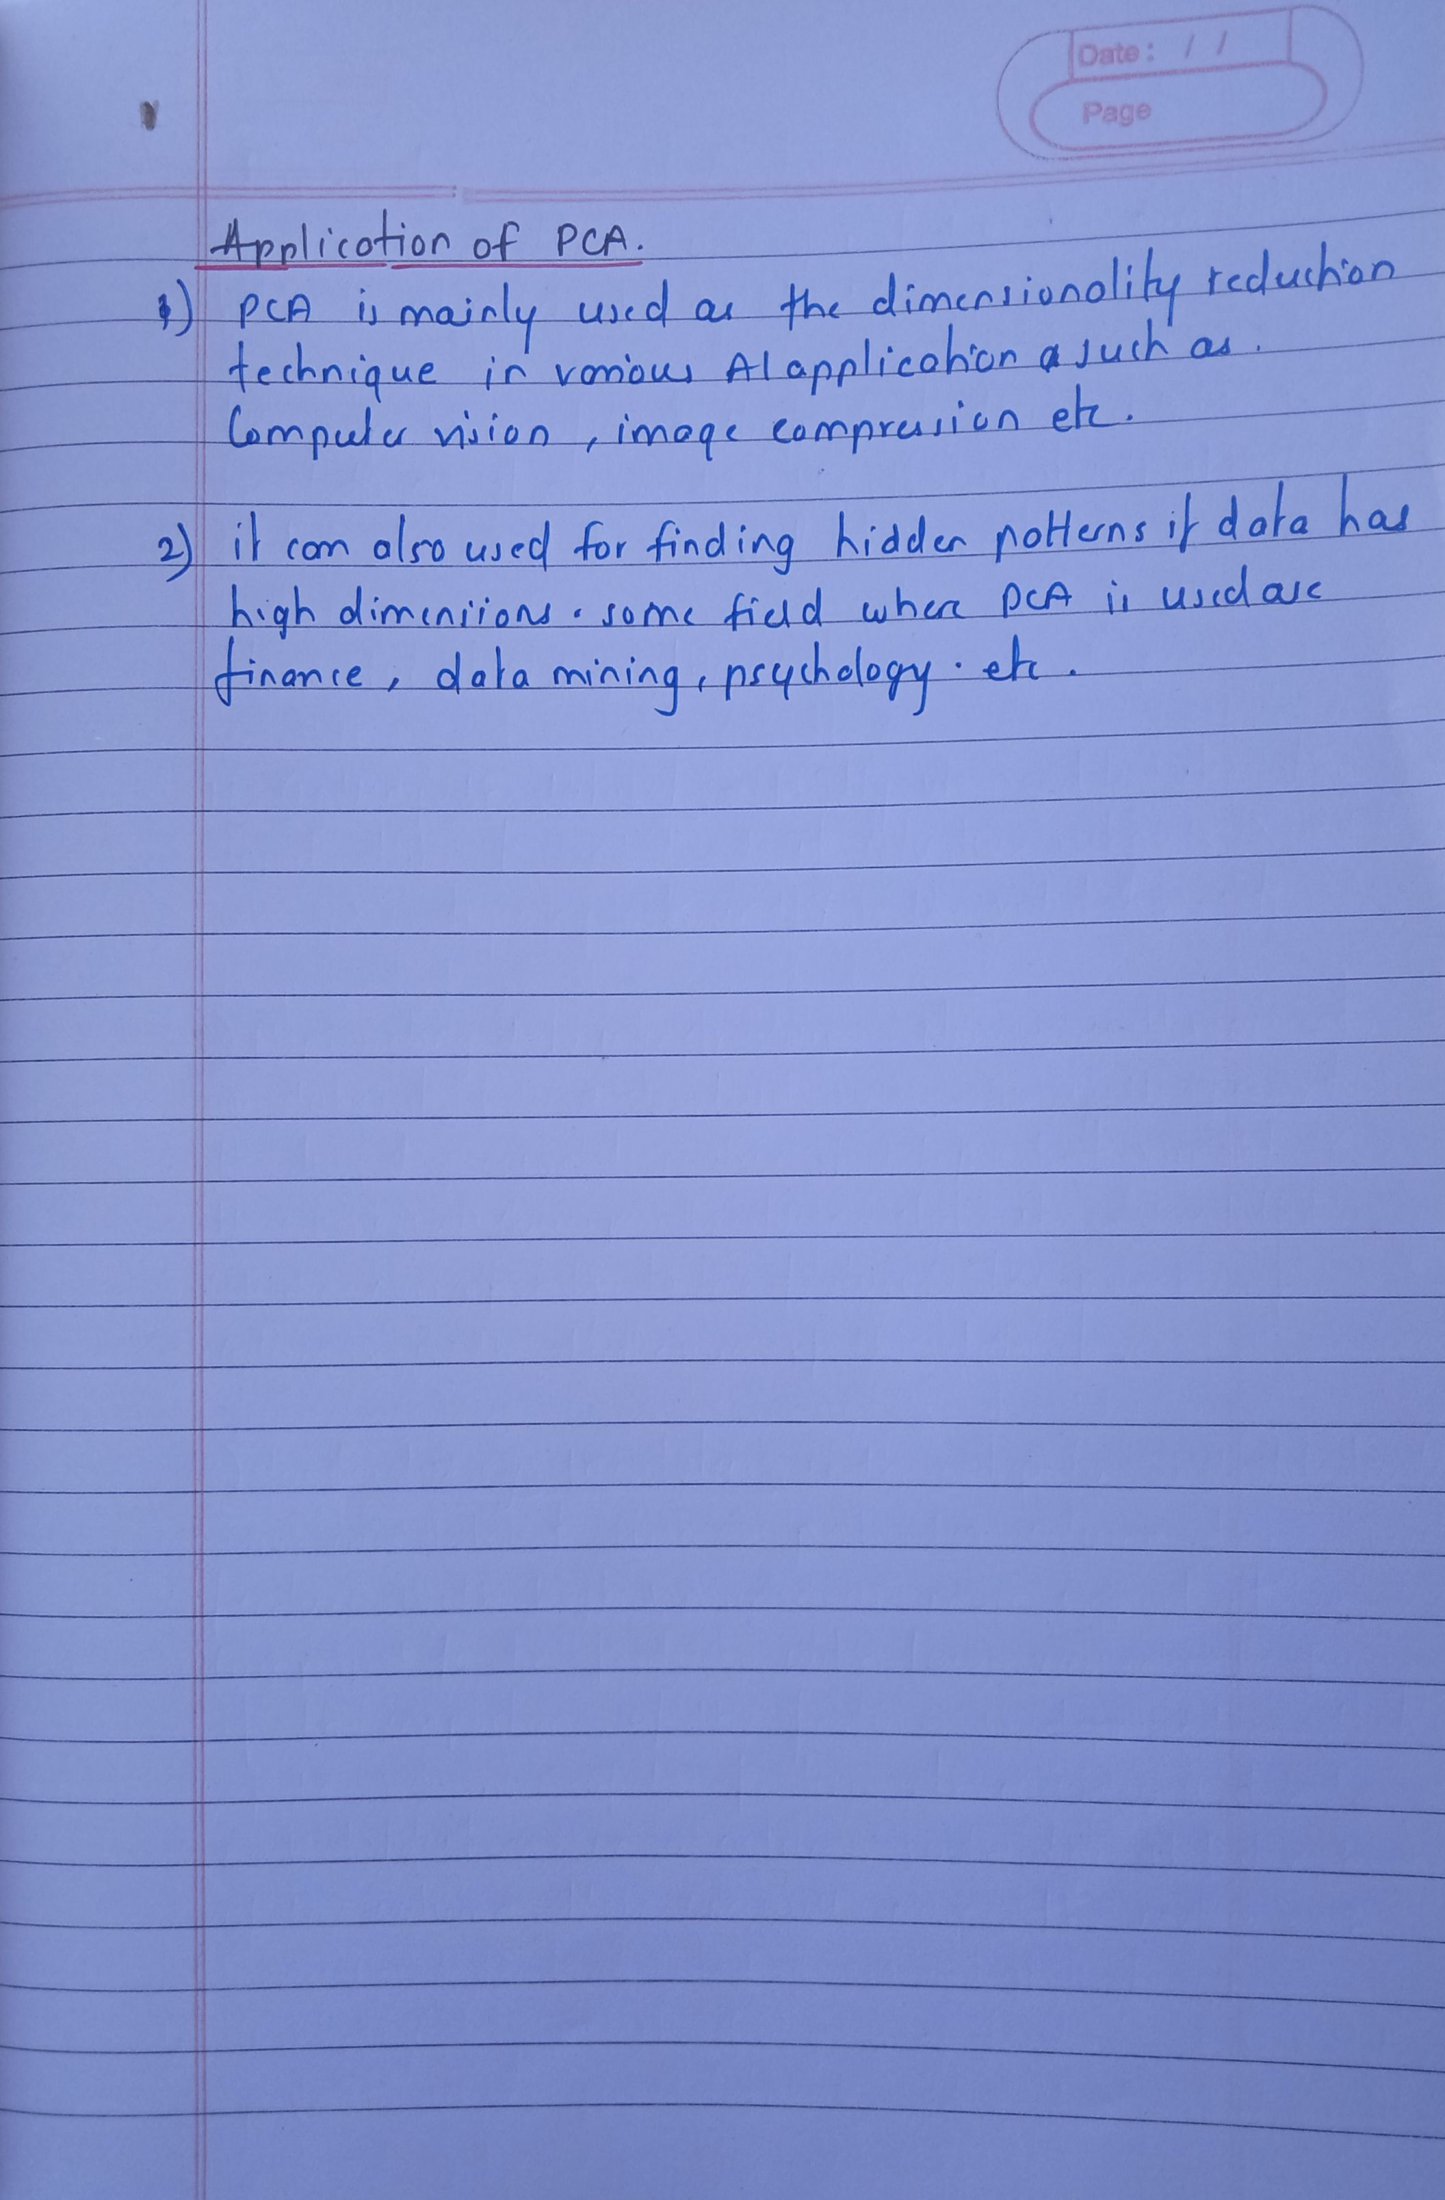 Date: / /
Page
Application of PCA.
1) PCA is mainly used as the dimensionality reduction
technique in various AI application such as.
Computer vision, image compression etc.
2) it can also used for finding hidden patterns if data has
high dimensions. some field where PCA is used are
finance, data mining, psychology. etc.